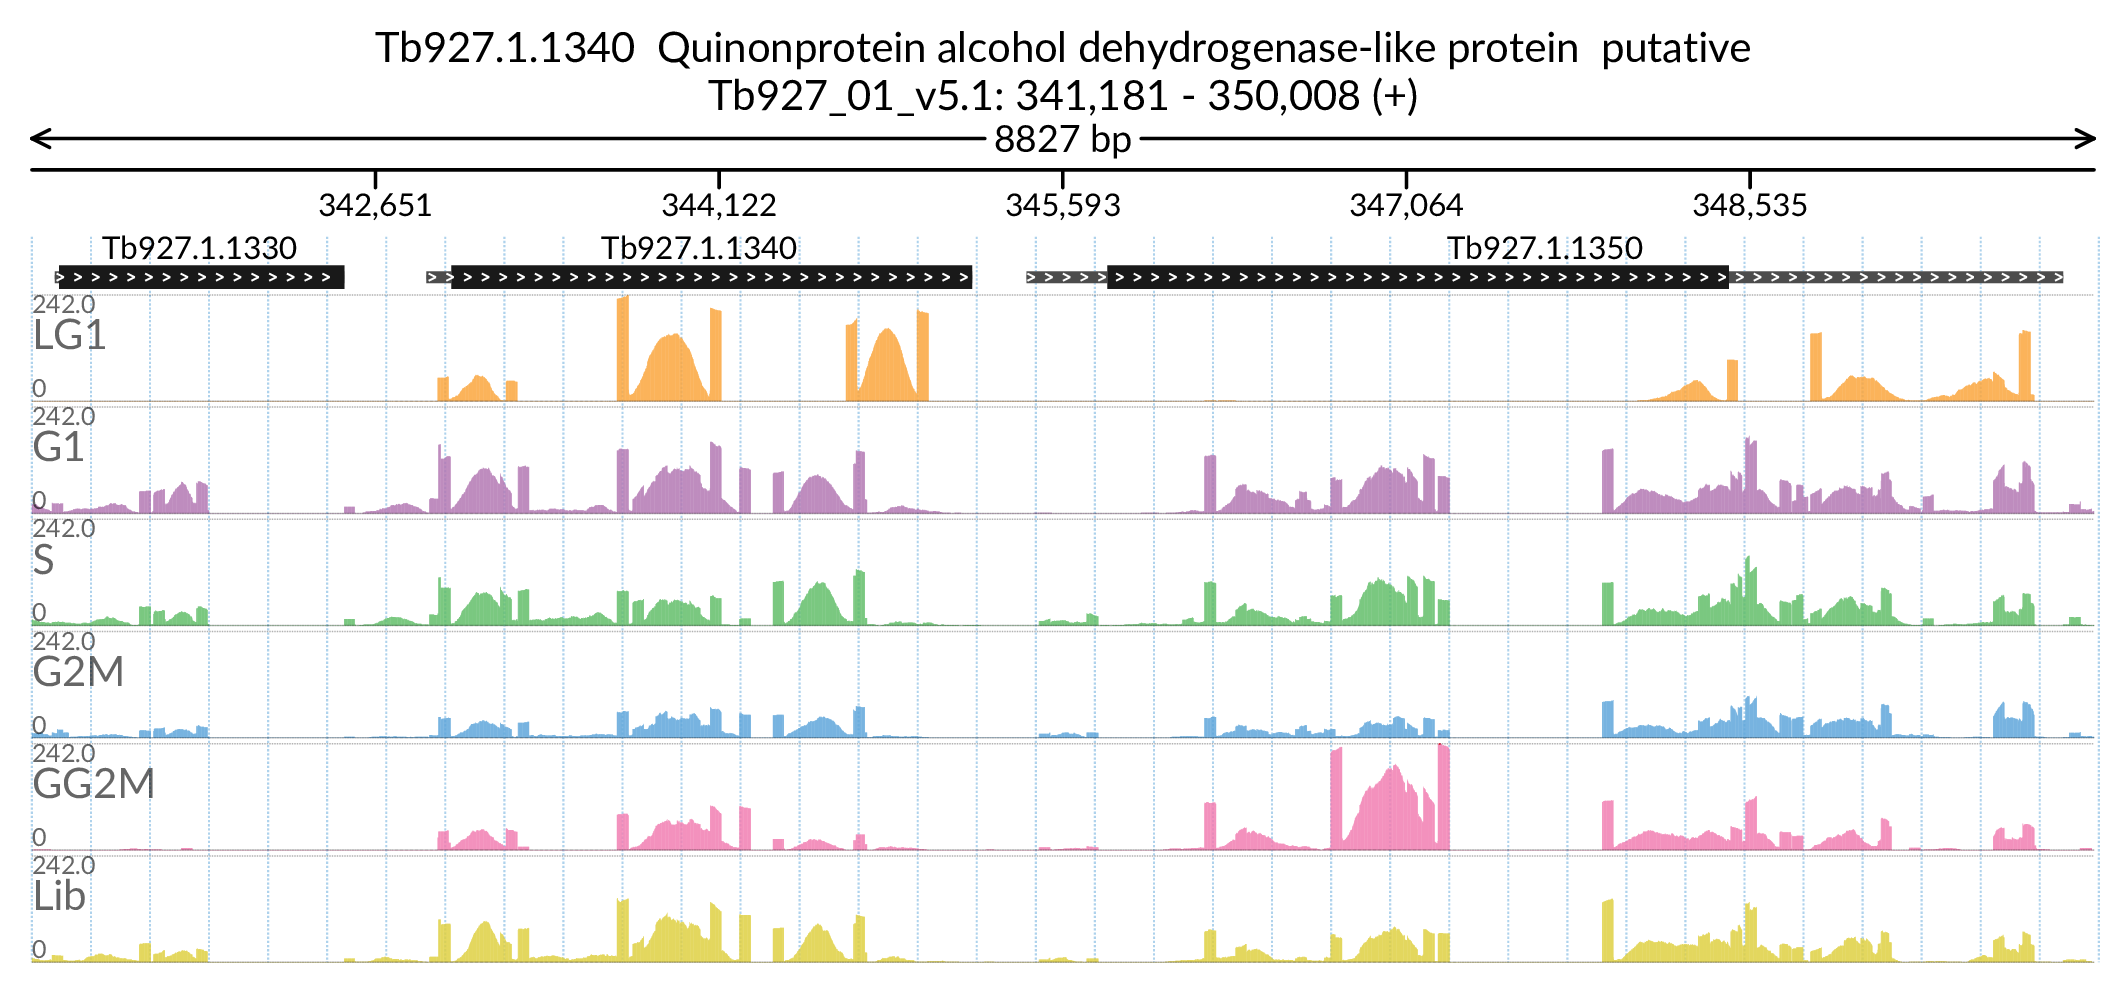 Tb927.1.1340 Quinonprotein alcohol dehydrogenase-like protein putative
Tb927_01_v5.1: 341,181 - 350,008 (+)
8827 bp
342,651 344,122 345,593 347,064 348,535
Tb927.1.1330 Tb927.1.1340 Tb927.1.1350
242.0
LG1
0
242.0
G1
0
242.0
S
0
242.0
G2M
0
242.0
GG2M
0
242.0
Lib
0